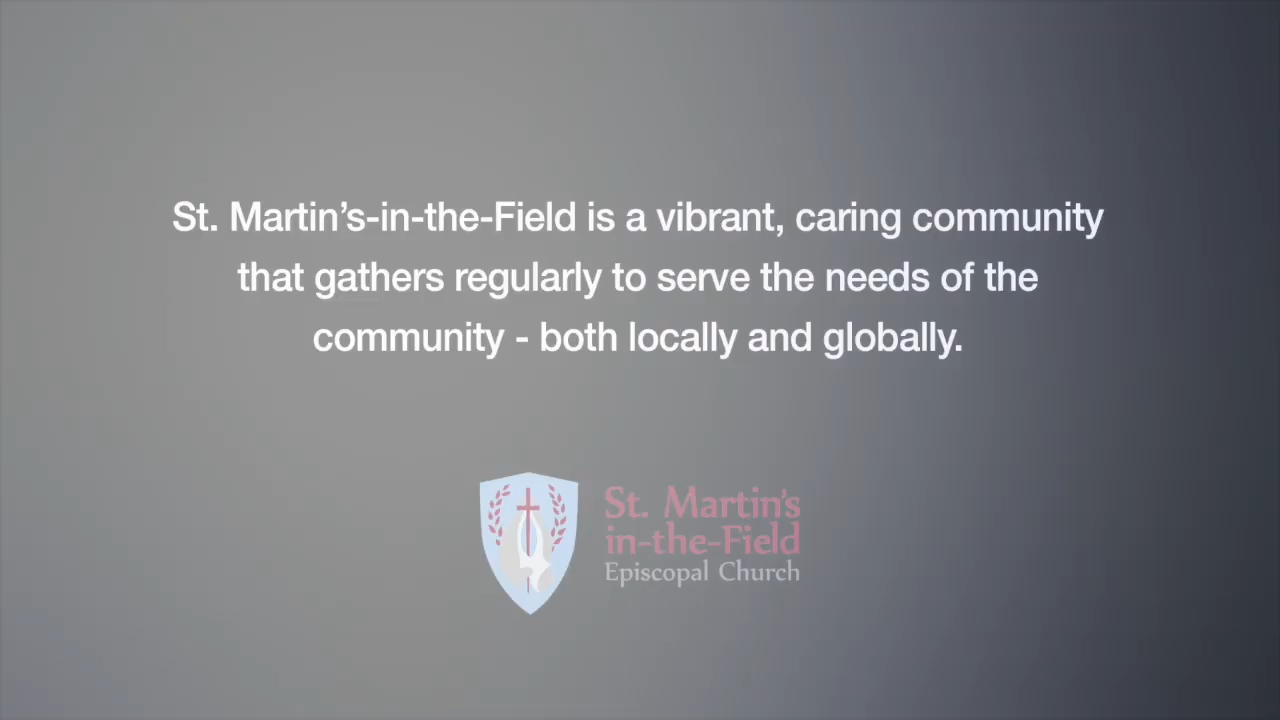 St. Martin’s-in-the-Field is a vibrant, caring community
that gathers regularly to serve the needs of the
community - both locally and globally.
St. Martin's
in-the-Field
Episcopal Church